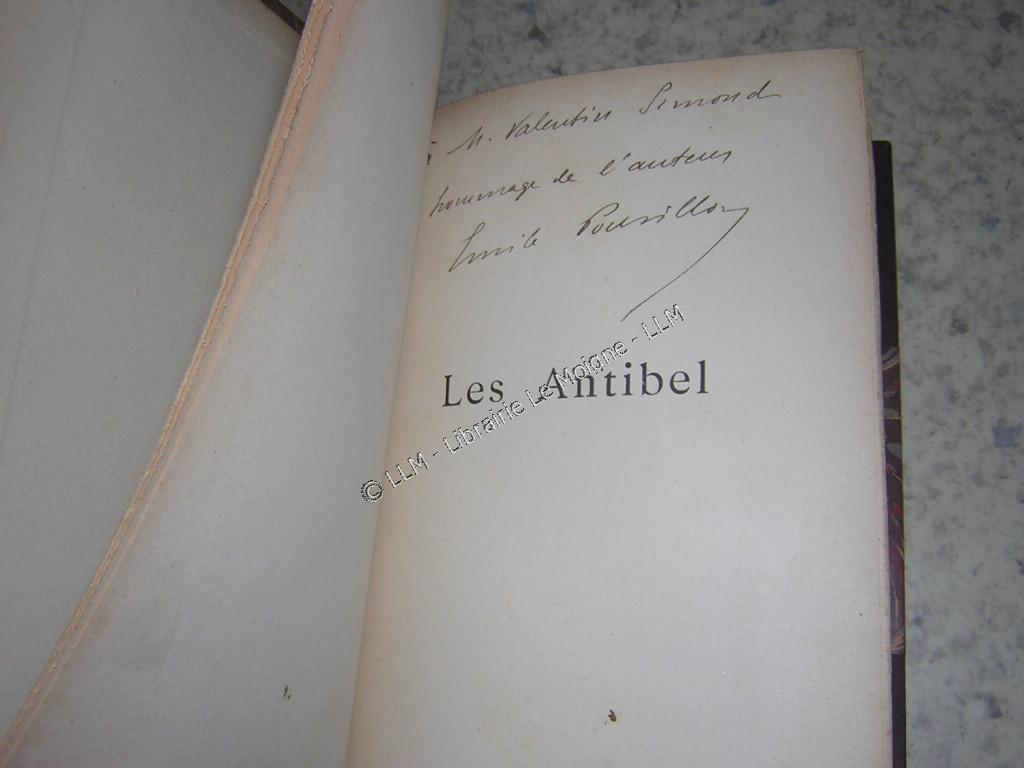 à M. Valentin Simond
hommage de l'auteur
Emile Pouvillon
Les Antibel
© LLM - Librairie Le Moigne - LLM